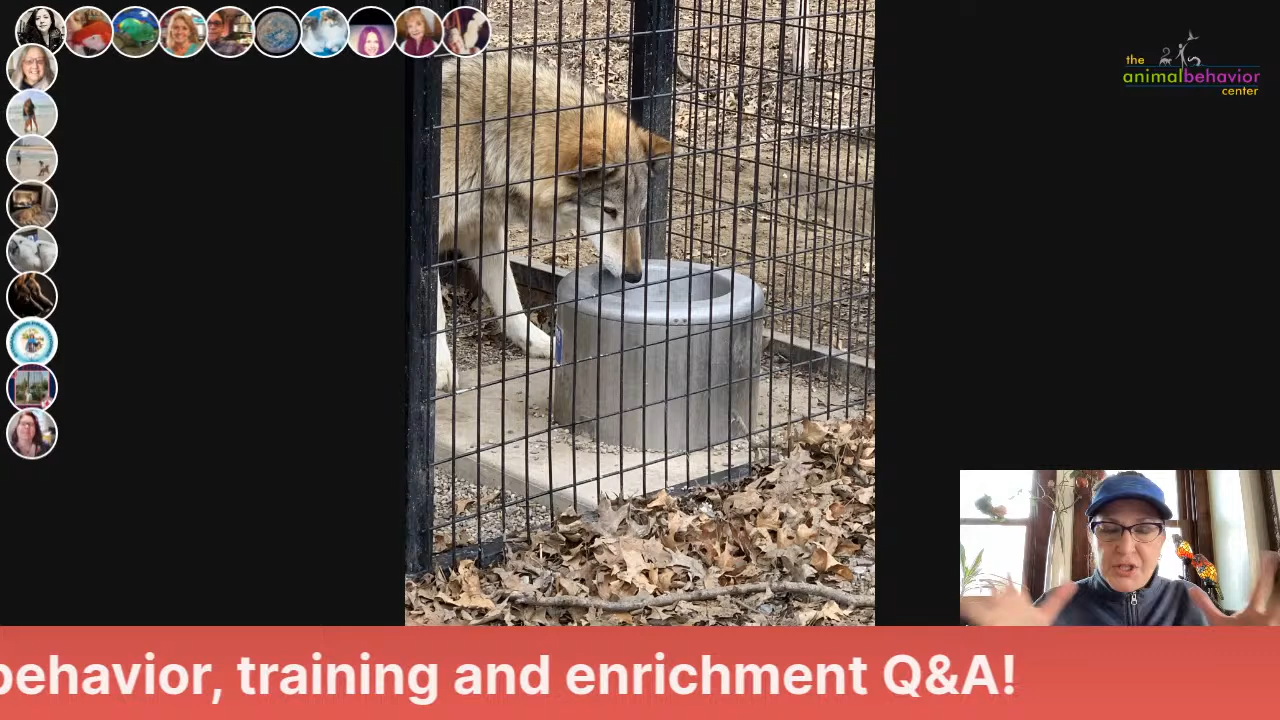 the
animalbehavior
center
behavior, training and enrichment Q&A!